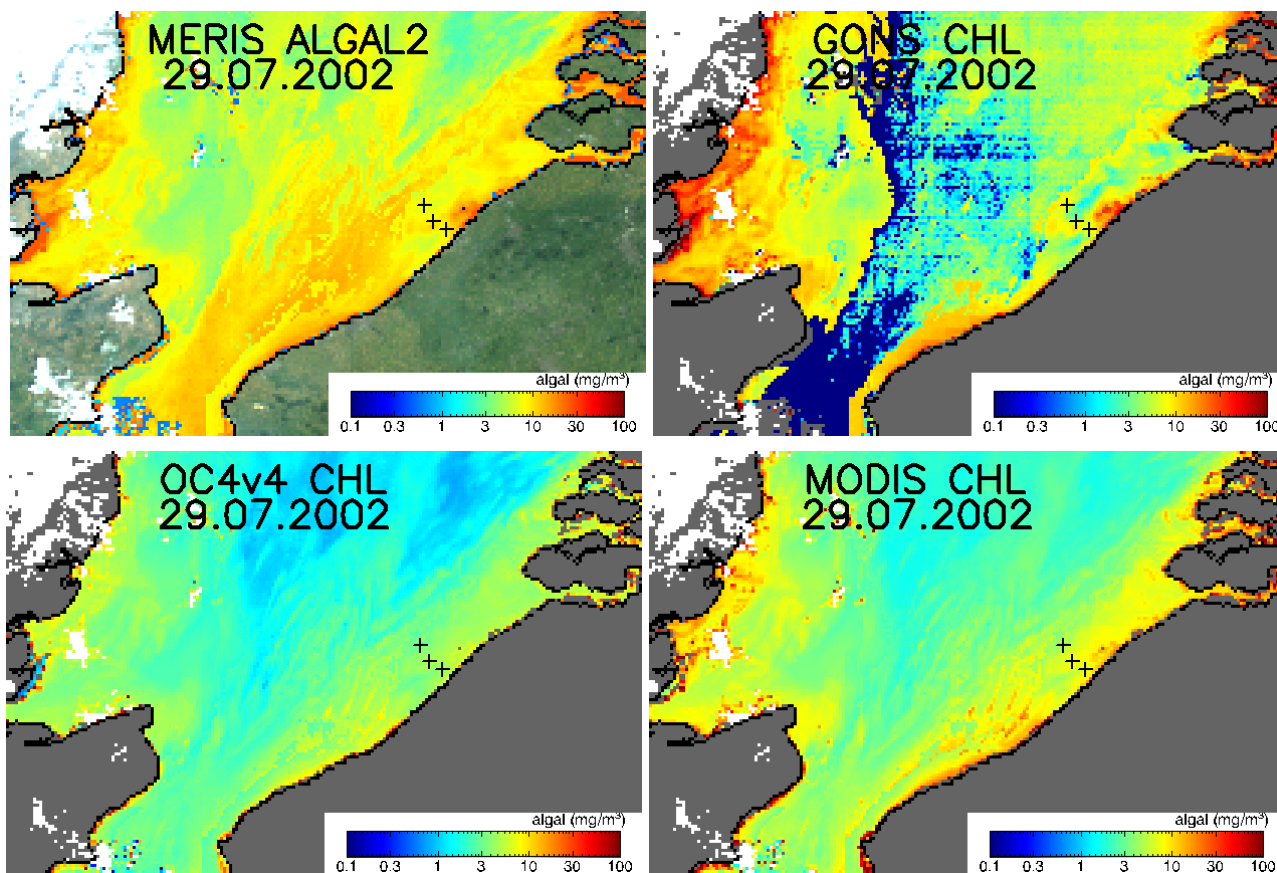 MERIS ALGAL2
29.07.2002
algal (mg/m³)
0.1 0.3 1 3 10 30 100
GONS CHL
29.07.2002
algal (mg/m³)
0.1 0.3 1 3 10 30 100
OC4v4 CHL
29.07.2002
algal (mg/m³)
0.1 0.3 1 3 10 30 100
MODIS CHL
29.07.2002
algal (mg/m³)
0.1 0.3 1 3 10 30 100